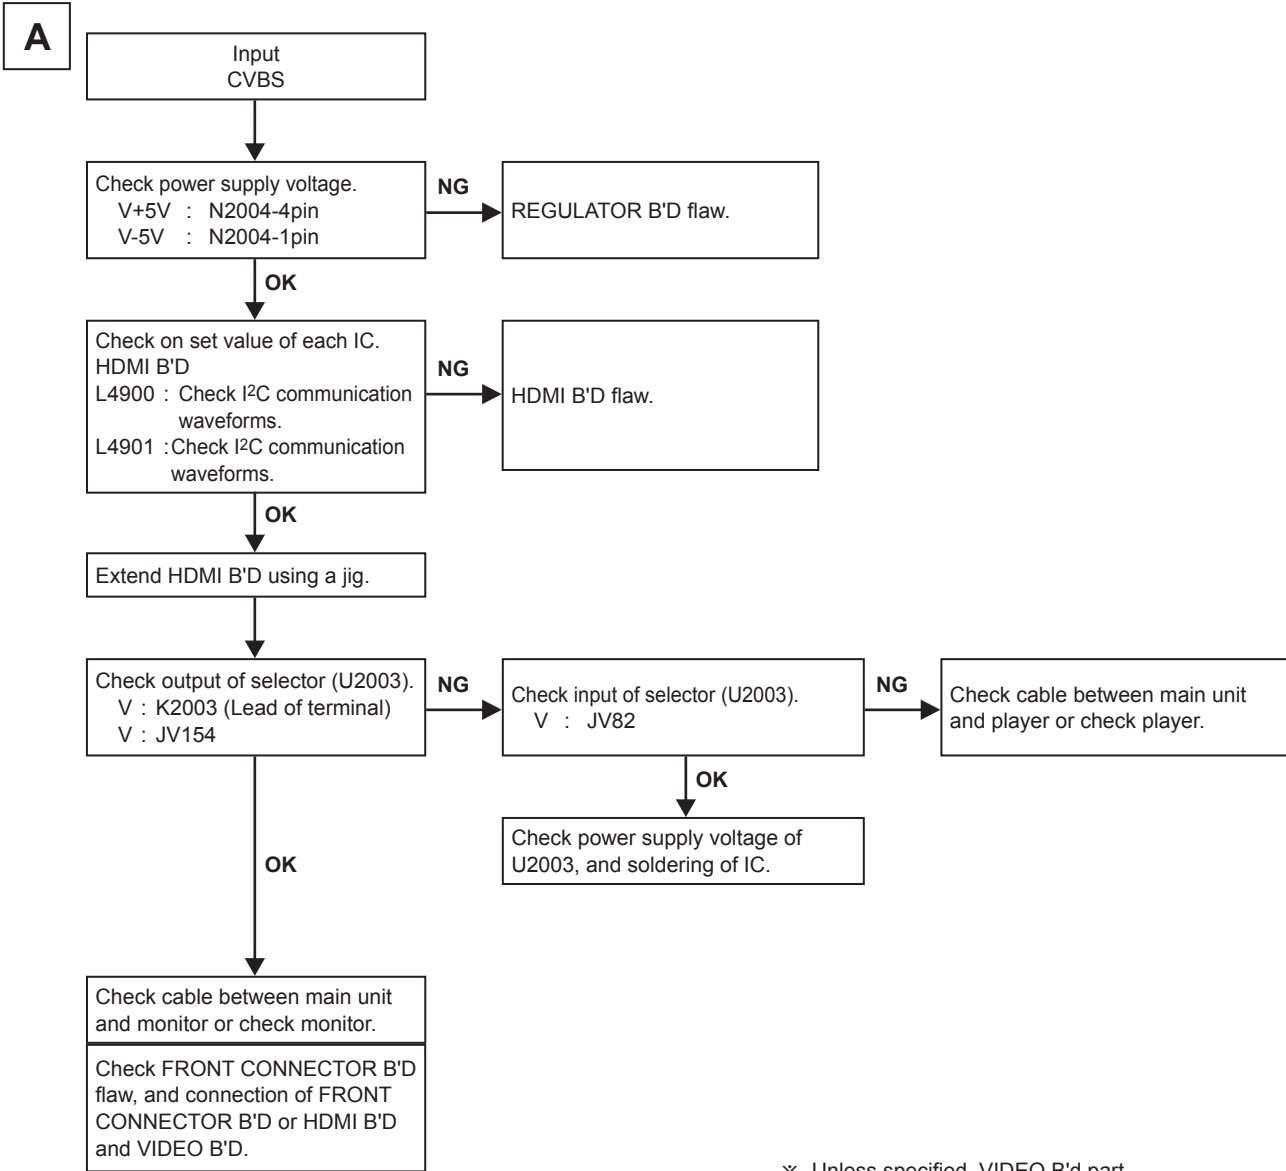 A
Input
CVBS
Check power supply voltage.
V+5V : N2004-4pin
V-5V : N2004-1pin
NG
REGULATOR B'D flaw.
OK
Check on set value of each IC.
HDMI B'D
L4900 : Check I²C communication
waveforms.
L4901 : Check I²C communication
waveforms.
NG
HDMI B'D flaw.
OK
Extend HDMI B'D using a jig.
Check output of selector (U2003).
V : K2003 (Lead of terminal)
V : JV154
NG
Check input of selector (U2003).
V : JV82
NG
Check cable between main unit
and player or check player.
OK
Check power supply voltage of
U2003, and soldering of IC.
OK
Check cable between main unit
and monitor or check monitor.
Check FRONT CONNECTOR B'D
flaw, and connection of FRONT
CONNECTOR B'D or HDMI B'D
and VIDEO B'D.
※ Unless specified, VIDEO B'd part